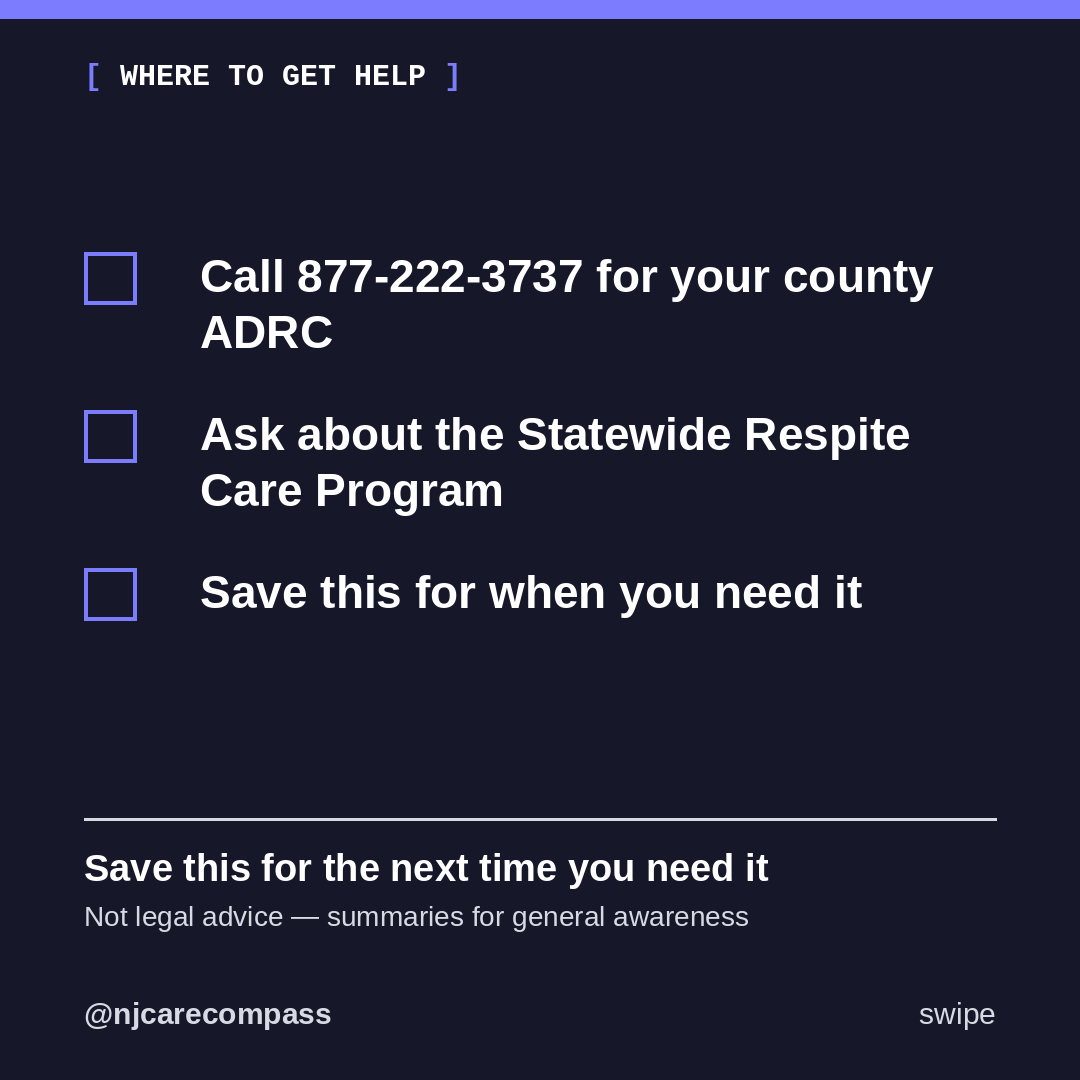 [ WHERE TO GET HELP ]
Call 877-222-3737 for your county
ADRC
Ask about the Statewide Respite
Care Program
Save this for when you need it
Save this for the next time you need it
Not legal advice — summaries for general awareness
@njcarecompass
swipe